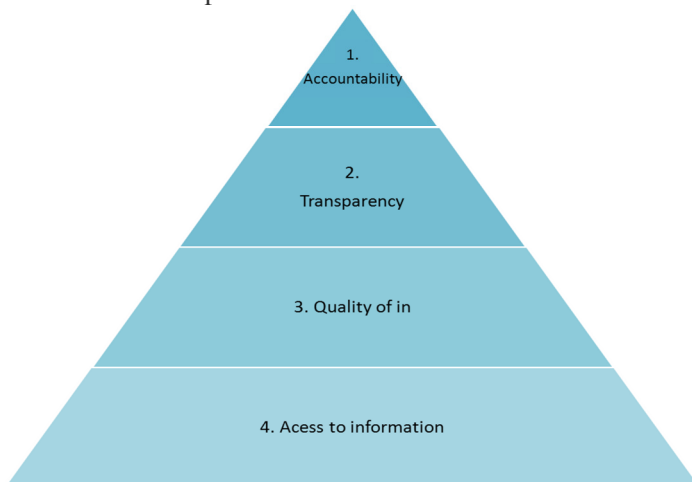 1.
Accountability
2.
Transparency
3. Quality of in
4. Acess to information